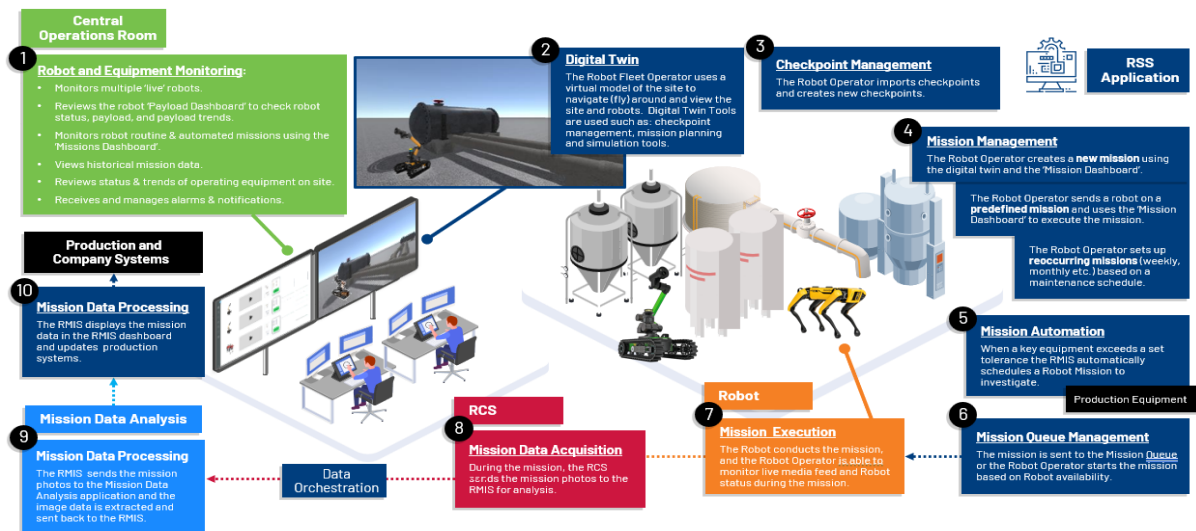 Central
Operations Room
1
Robot and Equipment Monitoring:
• Monitors multiple 'live' robots.
• Reviews the robot 'Payload Dashboard' to check robot
status, payload, and payload trends.
• Monitors robot routine & automated missions using the
'Missions Dashboard'.
• Views historical mission data.
• Reviews status & trends of operating equipment on site.
• Receives and manages alarms & notifications.
2
Digital Twin
The Robot Fleet Operator uses a
virtual model of the site to
navigate (fly) around and view the
site and robots. Digital Twin Tools
are used such as: checkpoint
management, mission planning
and simulation tools.
3
Checkpoint Management
The Robot Operator imports checkpoints
and creates new checkpoints.
RSS
Application
4
Mission Management
The Robot Operator creates a new mission using
the digital twin and the 'Mission Dashboard'.
The Robot Operator sends a robot on a
predefined mission and uses the 'Mission
Dashboard' to execute the mission.
The Robot Operator sets up
reoccurring missions (weekly,
monthly etc.) based on a
maintenance schedule.
5
Mission Automation
When a key equipment exceeds a set
tolerance the RMIS automatically
schedules a Robot Mission to
investigate.
Production Equipment
6
Mission Queue Management
The mission is sent to the Mission Queue
or the Robot Operator starts the mission
based on Robot availability.
Robot
7
Mission Execution
The Robot conducts the mission,
and the Robot Operator is able to
monitor live media feed and Robot
status during the mission.
RCS
8
Mission Data Acquisition
During the mission, the RCS
the mission photos to the
RMIS for analysis.
Data
Orchestration
Mission Data Analysis
9
Mission Data Processing
The RMIS sends the mission
photos to the Mission Data
Analysis application and the
image data is extracted and
sent back to the RMIS.
Production and
Company Systems
10
Mission Data Processing
The RMIS displays the mission
data in the RMIS dashboard
and updates production
systems.